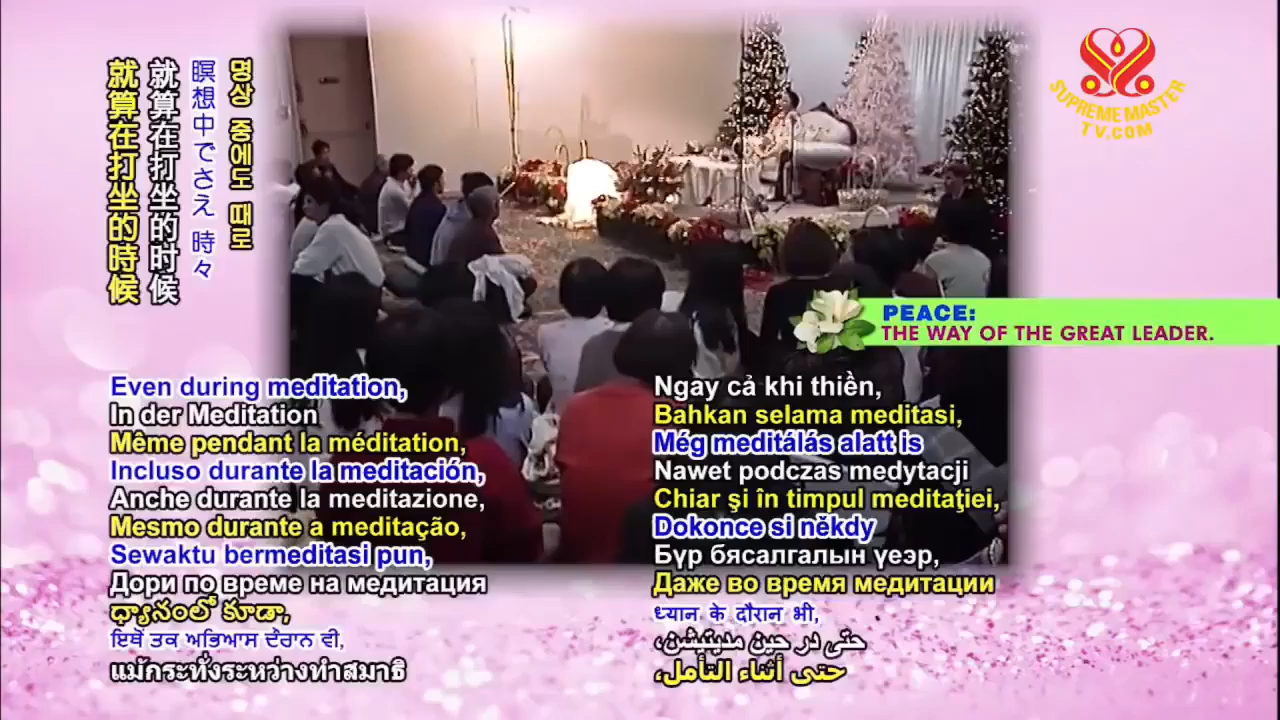 就算在打坐的時候
就算在打坐的时候
瞑想中でさえ 時々
명상 중에도 때로
SUPREME MASTER
TV.COM
PEACE:
THE WAY OF THE GREAT LEADER.
Even during meditation,
In der Meditation
Même pendant la méditation,
Incluso durante la meditación,
Anche durante la meditazione,
Mesmo durante a meditação,
Sewaktu bermeditasi pun,
Дори по време на медитация
ధ్యానంలో కూడా,
ਇਥੋਂ ਤਕ ਅਭਿਆਸ ਦੌਰਾਨ ਵੀ,
แม้กระทั่งระหว่างทำสมาธิ
Ngay cả khi thiền,
Bahkan selama meditasi,
Még meditálás alatt is
Nawet podczas medytacji
Chiar şi în timpul meditaţiei,
Dokonce si někdy
Бүр бясалгалын үеэр,
Даже во время медитации
ध्यान के दौरान भी,
حتی در حین مدیتیشن،
حتى أثناء التأمل،